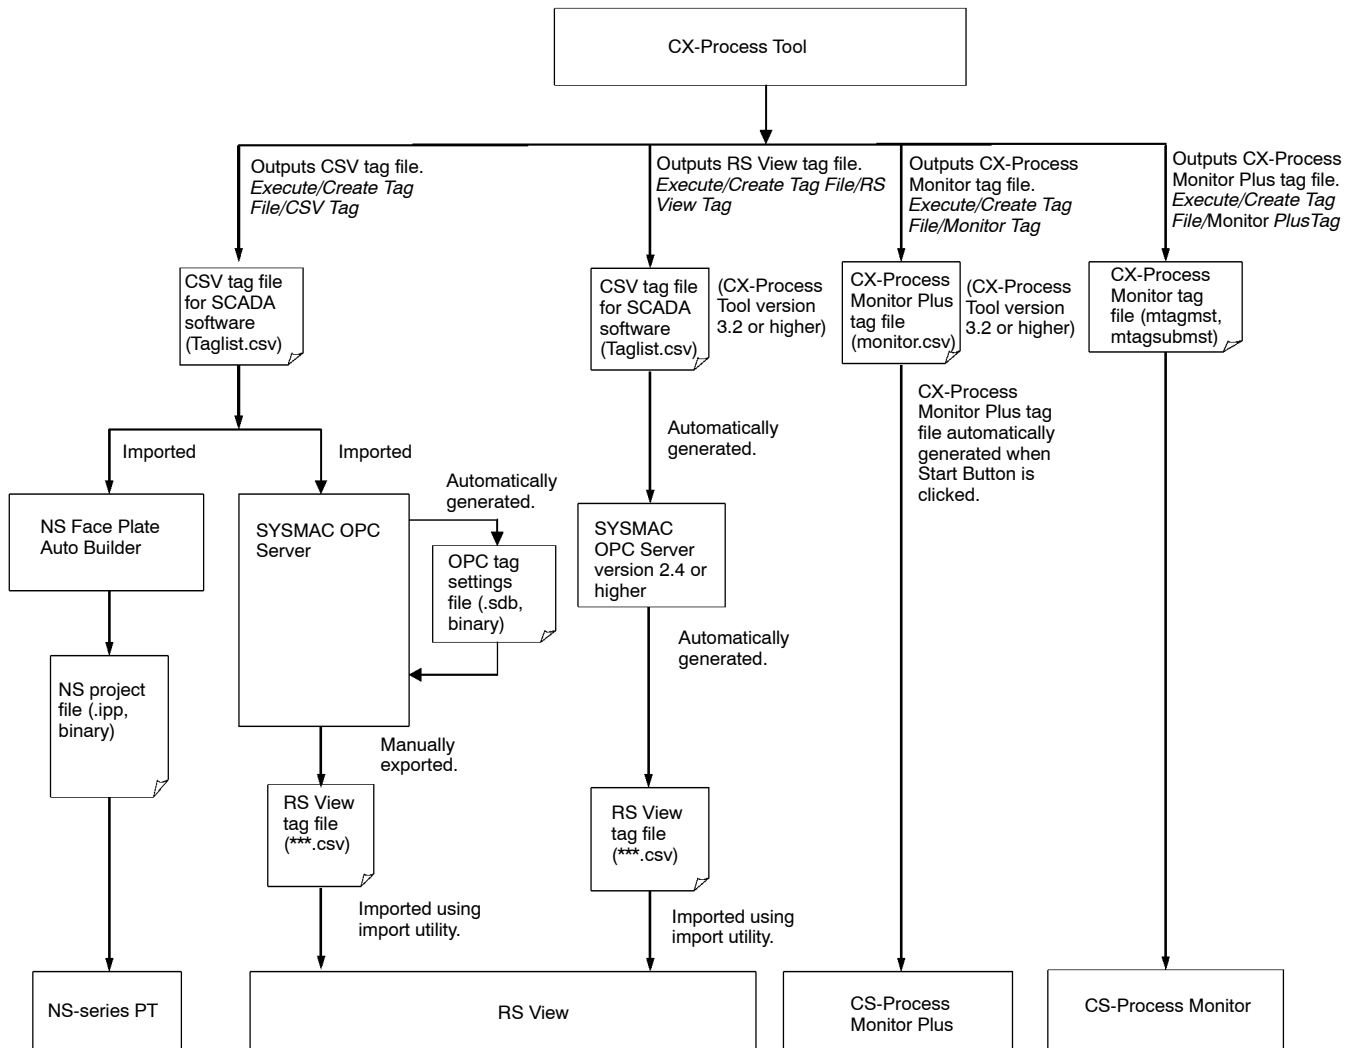 CX-Process Tool
Outputs CSV tag file.
Execute/Create Tag
File/CSV Tag
Outputs RS View tag file.
Execute/Create Tag File/RS
View Tag
Outputs CX-Process
Monitor tag file.
Execute/Create Tag
File/Monitor Tag
Outputs CX-Process
Monitor Plus tag file.
Execute/Create Tag
File/Monitor PlusTag
CSV tag file
for SCADA
software
(Taglist.csv)
CSV tag file
for SCADA
software
(Taglist.csv)
(CX-Process
Tool version
3.2 or higher)
CX-Process
Monitor Plus
tag file
(monitor.csv)
(CX-Process
Tool version
3.2 or higher)
CX-Process
Monitor tag
file (mtagmst,
mtagsubmst)
CX-Process
Monitor Plus tag
file automatically
generated when
Start Button is
clicked.
Imported
Imported
Automatically
generated.
Automatically
generated.
NS Face Plate
Auto Builder
SYSMAC OPC
Server
OPC tag
settings
file (.sdb,
binary)
SYSMAC
OPC Server
version 2.4 or
higher
Automatically
generated.
NS project
file (.ipp,
binary)
Manually
exported.
RS View
tag file
(***.csv)
RS View
tag file
(***.csv)
Imported using
import utility.
Imported using
import utility.
NS-series PT
RS View
CS-Process
Monitor Plus
CS-Process Monitor